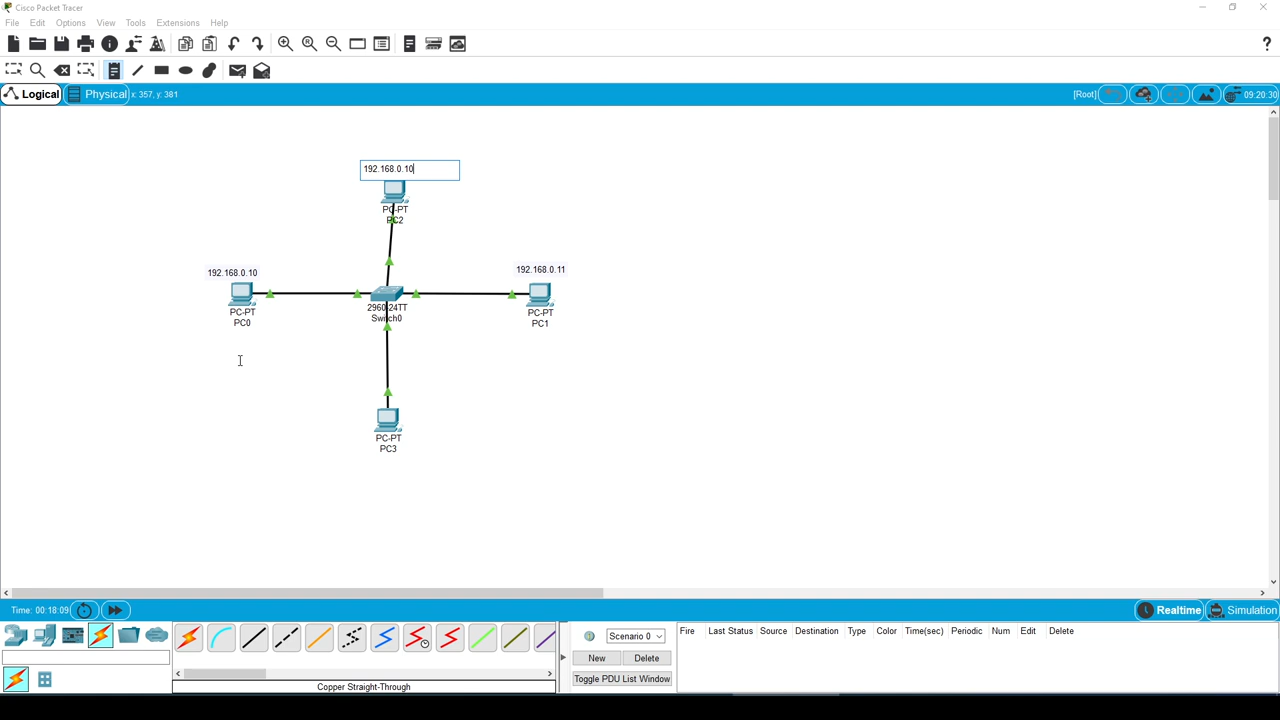 Cisco Packet Tracer
File Edit Options View Tools Extensions Help
?
Logical
Physical
x: 357, y: 381
[Root]
09:20:30
192.168.0.10
PC-PT
PC2
192.168.0.10
PC-PT
PC0
2960-24TT
Switch0
192.168.0.11
PC-PT
PC1
PC-PT
PC3
Time: 00:18:09
Realtime
Simulation
Scenario 0
New
Delete
Toggle PDU List Window
Fire Last Status Source Destination Type Color Time(sec) Periodic Num Edit Delete
Copper Straight-Through